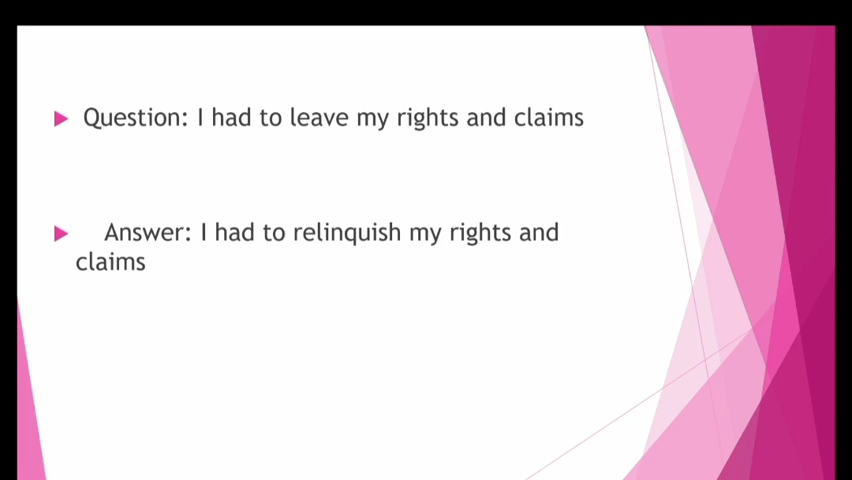 Question: I had to leave my rights and claims
Answer: I had to relinquish my rights and
claims